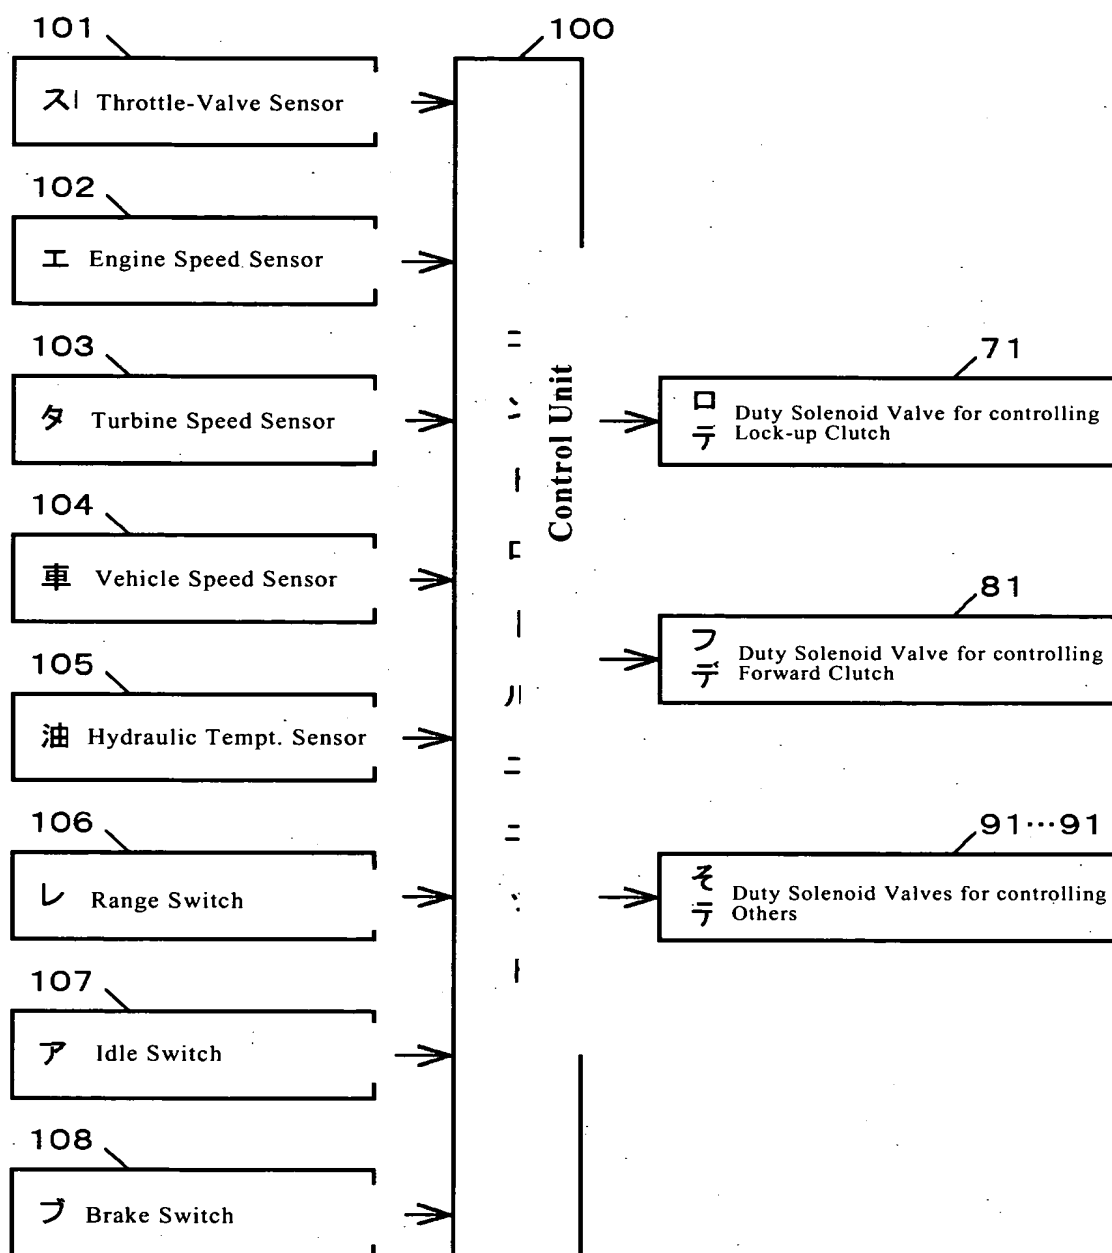 101
ス Throttle-Valve Sensor
102
エ Engine Speed Sensor
103
タ Turbine Speed Sensor
104
車 Vehicle Speed Sensor
105
油 Hydraulic Tempt. Sensor
106
レ Range Switch
107
ア Idle Switch
108
ブ Brake Switch
100
Control Unit
71
ロ Duty Solenoid Valve for controlling
デ Lock-up Clutch
81
フ Duty Solenoid Valve for controlling
デ Forward Clutch
91…91
そ Duty Solenoid Valves for controlling
デ Others